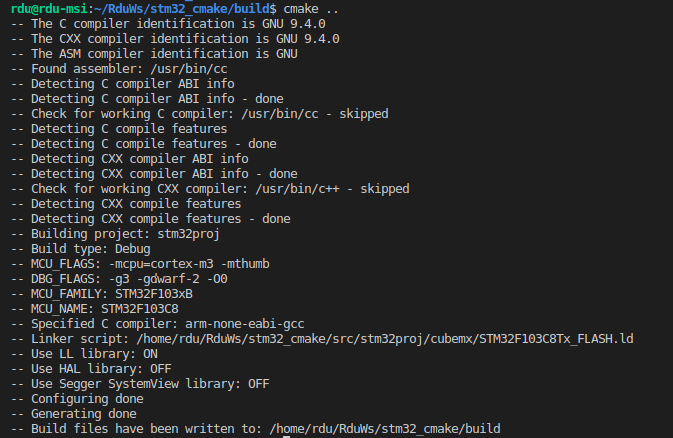 rdu@rdu-msi:~/RduWs/stm32_cmake/build$ cmake ..
-- The C compiler identification is GNU 9.4.0
-- The CXX compiler identification is GNU 9.4.0
-- The ASM compiler identification is GNU
-- Found assembler: /usr/bin/cc
-- Detecting C compiler ABI info
-- Detecting C compiler ABI info - done
-- Check for working C compiler: /usr/bin/cc - skipped
-- Detecting C compile features
-- Detecting C compile features - done
-- Detecting CXX compiler ABI info
-- Detecting CXX compiler ABI info - done
-- Check for working CXX compiler: /usr/bin/c++ - skipped
-- Detecting CXX compile features
-- Detecting CXX compile features - done
-- Building project: stm32proj
-- Build type: Debug
-- MCU_FLAGS: -mcpu=cortex-m3 -mthumb
-- DBG_FLAGS: -g3 -gdwarf-2 -O0
-- MCU_FAMILY: STM32F103xB
-- MCU_NAME: STM32F103C8
-- Specified C compiler: arm-none-eabi-gcc
-- Linker script: /home/rdu/RduWs/stm32_cmake/src/stm32proj/cubemx/STM32F103C8Tx_FLASH.ld
-- Use LL library: ON
-- Use HAL library: OFF
-- Use Segger SystemView library: OFF
-- Configuring done
-- Generating done
-- Build files have been written to: /home/rdu/RduWs/stm32_cmake/build